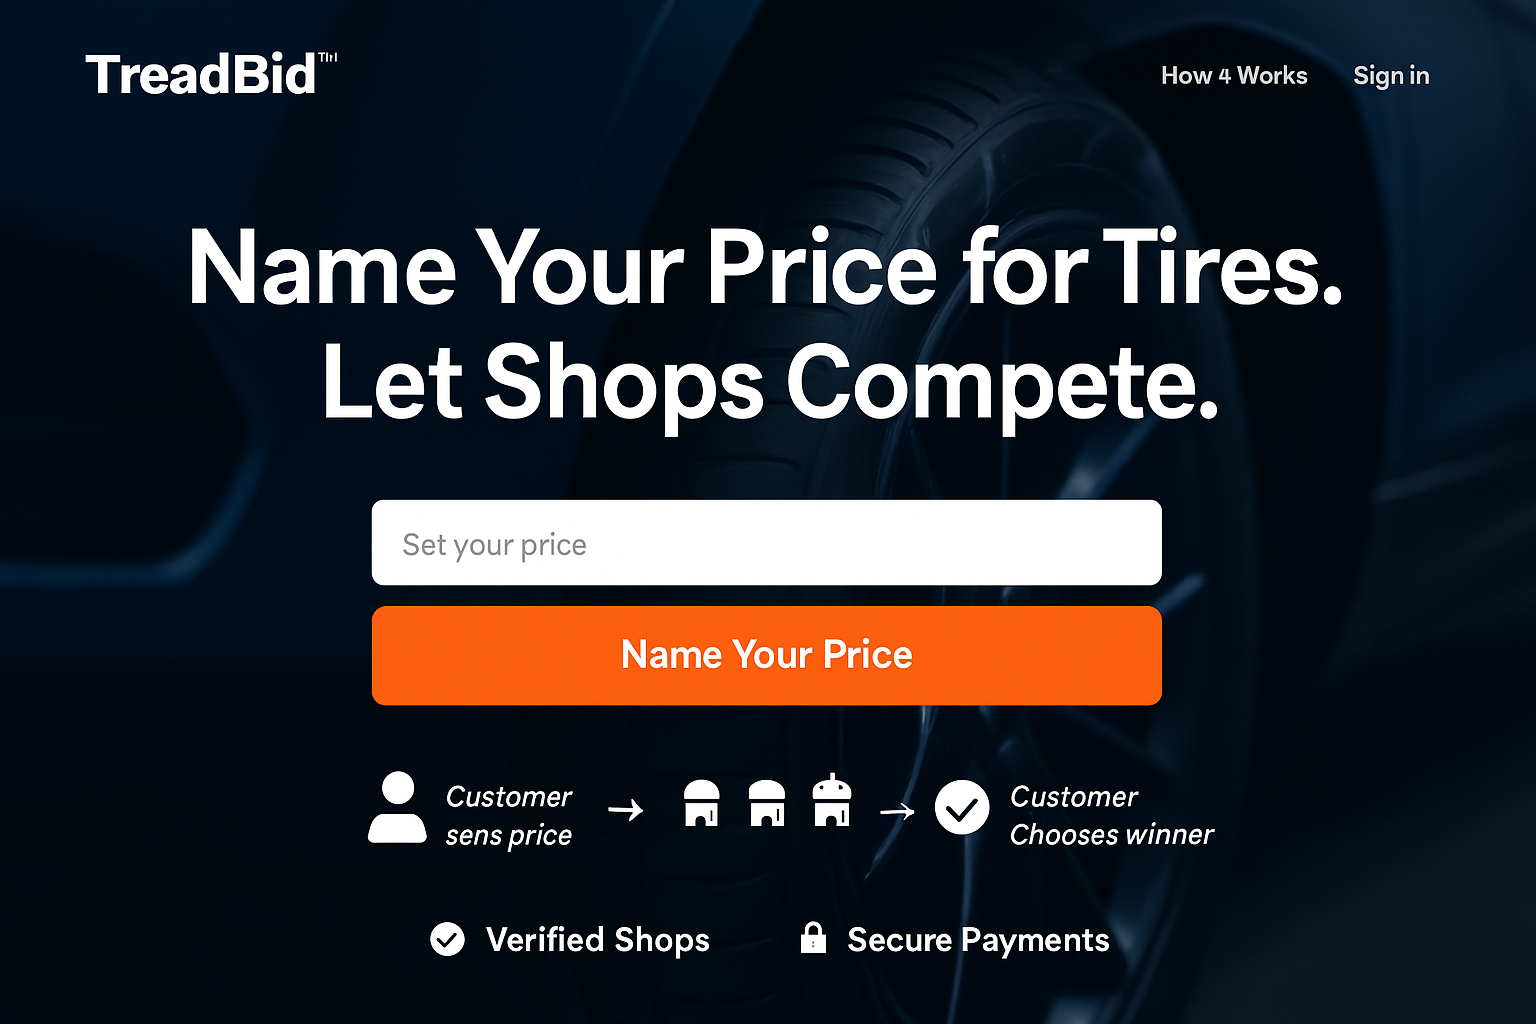 TreadBid™
How 4 Works
Sign in
Name Your Price for Tires.
Let Shops Compete.
Set your price
Name Your Price
Customer
sens price
Customer
Chooses winner
Verified Shops
Secure Payments